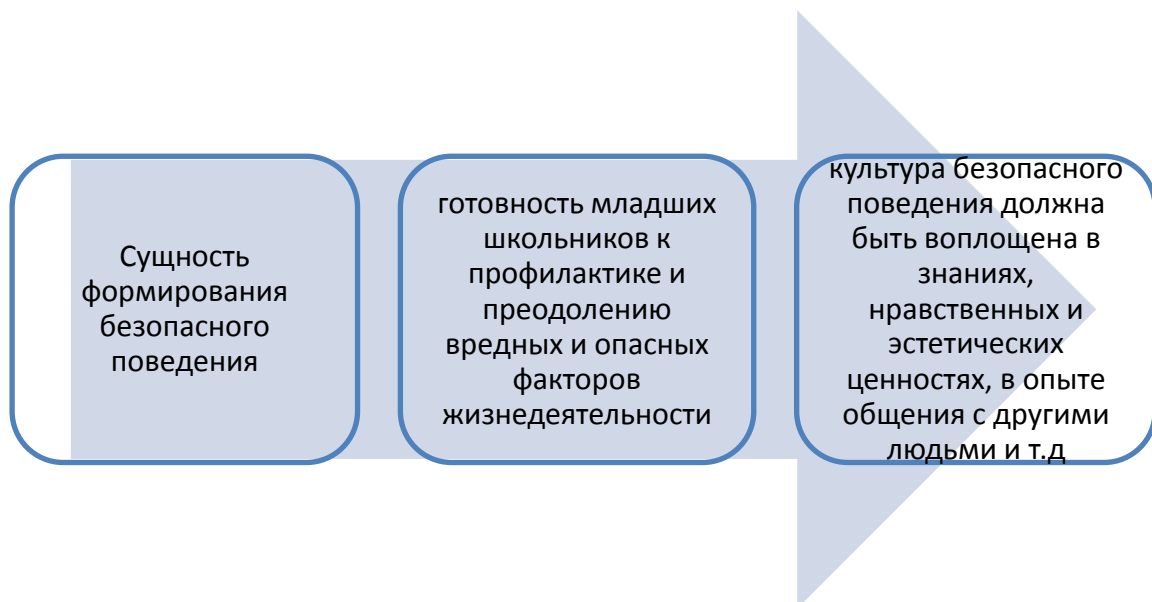 Сущность
формирования
безопасного
поведения
готовность младших
школьников к
профилактике и
преодолению
вредных и опасных
факторов
жизнедеятельности
культура безопасного
поведения должна
быть воплощена в
знаниях,
нравственных и
эстетических
ценностях, в опыте
общения с другими
людьми и т.д